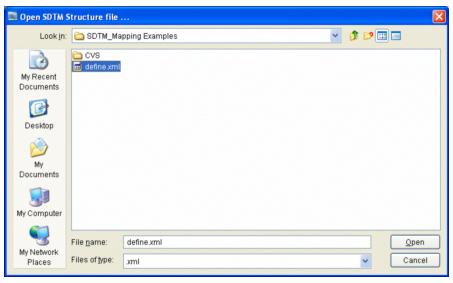 Open SDTM Structure file ...
Look in: SDTM_Mapping Examples
CVS
define.xml
My Recent
Documents
Desktop
My
Documents
My Computer
My Network
Places
File name: define.xml Open
Files of type: .xml Cancel